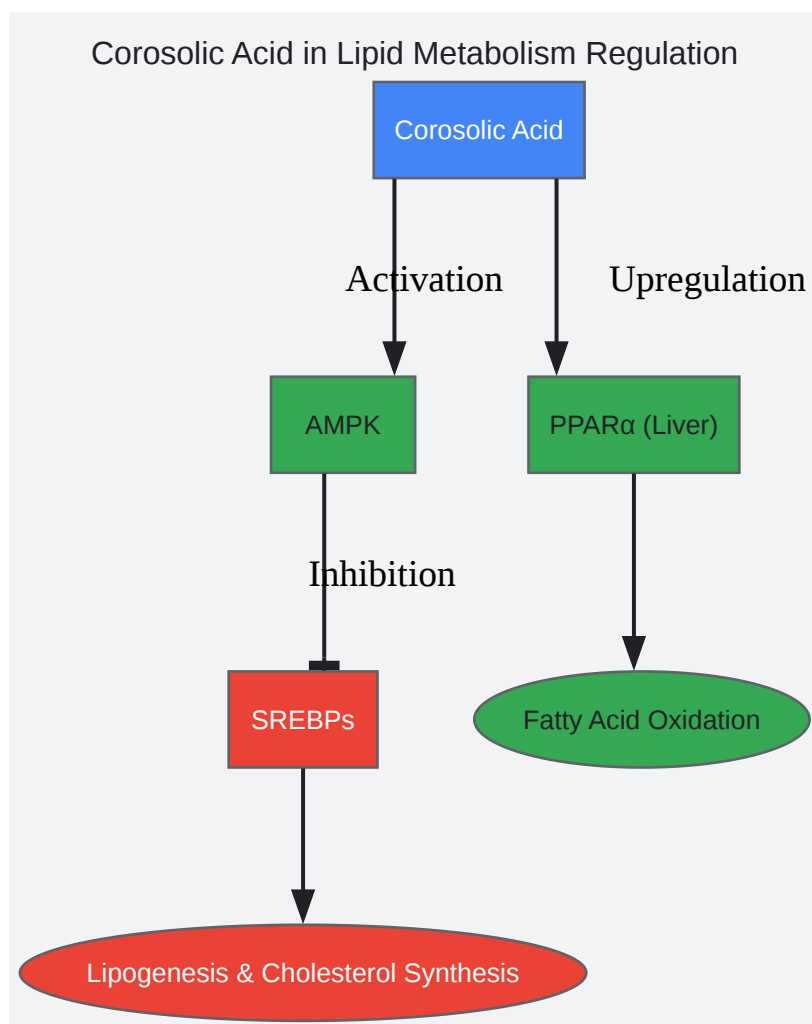 Corosolic Acid in Lipid Metabolism Regulation
Corosolic Acid
Activation
Upregulation
AMPK
PPARα (Liver)
Inhibition
SREBPs
Fatty Acid Oxidation
Lipogenesis & Cholesterol Synthesis